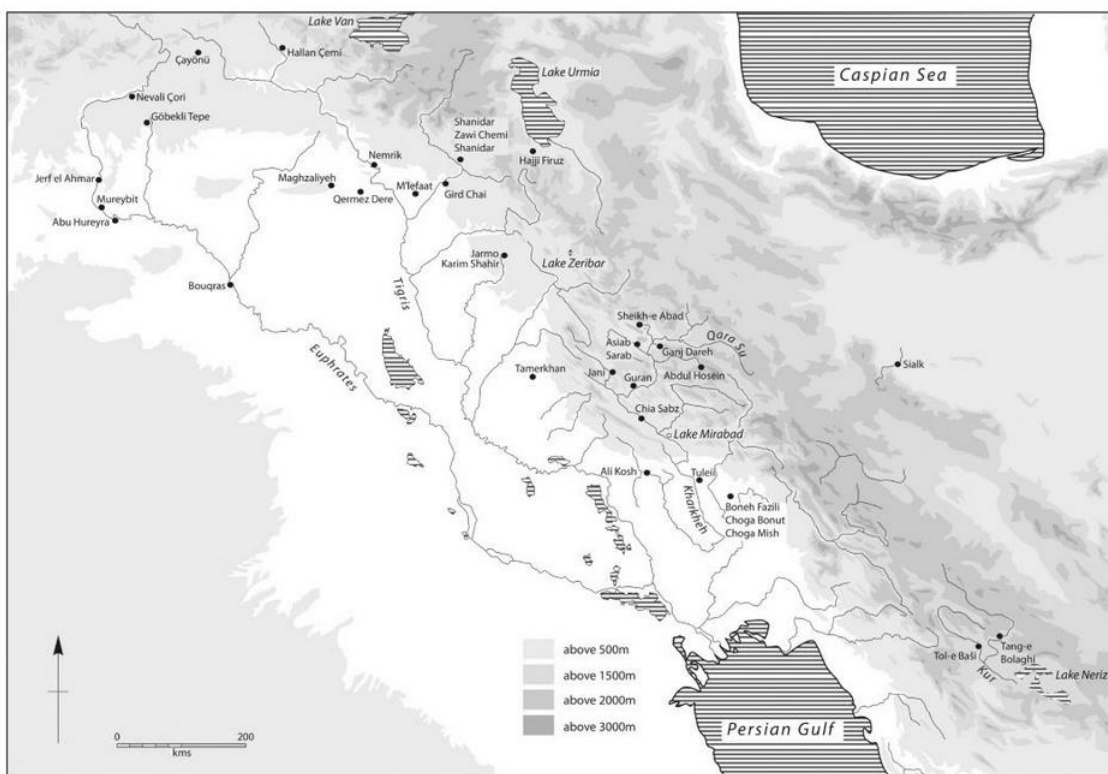 Lake Van
Hallan Çemi
Çayönü
Lake Urmia
Caspian Sea
Nevali Çori
Göbekli Tepe
Shanidar
Zawi Chemi
Shanidar
Nemrik
Hajji Firuz
Jerf el Ahmar
Maghzaliyeh
M'lefaat
Gird Chai
Qermez Dere
Mureybit
Abu Hureyra
Jarmo
Karim Shahir
Lake Zeribar
Bouqras
Tigris
Sheikh-e Abad
Qara Su
Asiab
Sarab
Ganj Dareh
Euphrates
Sialk
Tamerkhan
Jani
Guran
Abdul Hosein
Chia Sabz
Lake Mirabad
Ali Kosh
Tuleil
Kharkheh
Boneh Fazili
Choga Bonut
Choga Mish
above 500m
above 1500m
above 2000m
above 3000m
Tol-e Baši
Tang-e
Bolaghi
Kur
Lake Neriz
Persian Gulf
0 200
kms